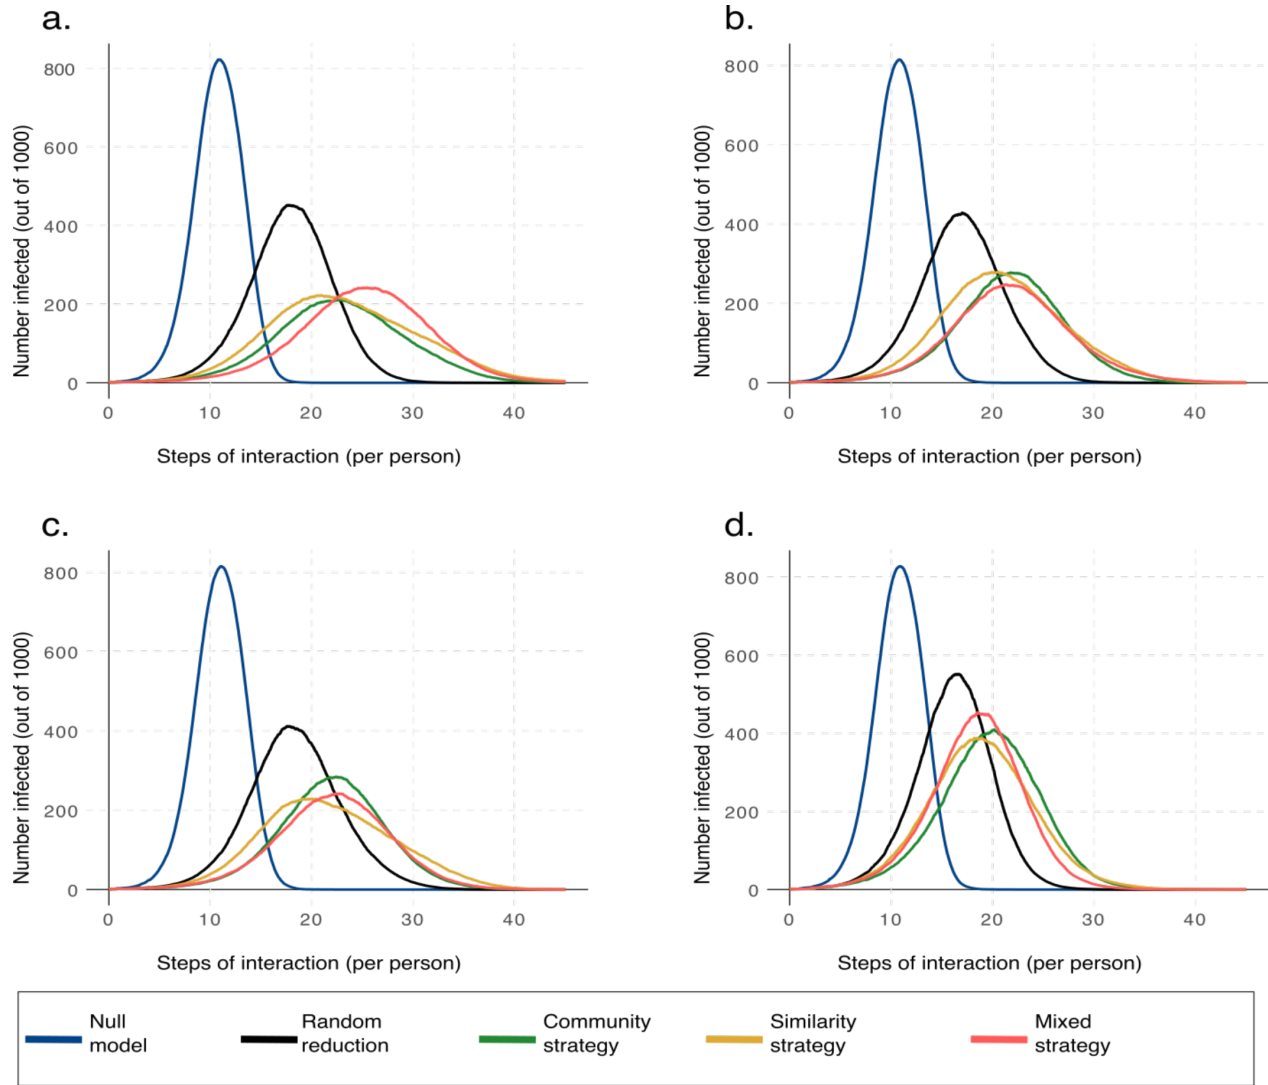 a.
Number infected (out of 1000)
800
600
400
200
0
0 10 20 30 40
Steps of interaction (per person)
b.
Number infected (out of 1000)
800
600
400
200
0
0 10 20 30 40
Steps of interaction (per person)
c.
Number infected (out of 1000)
800
600
400
200
0
0 10 20 30 40
Steps of interaction (per person)
d.
Number infected (out of 1000)
800
600
400
200
0
0 10 20 30 40
Steps of interaction (per person)
Null
model
Random
reduction
Community
strategy
Similarity
strategy
Mixed
strategy